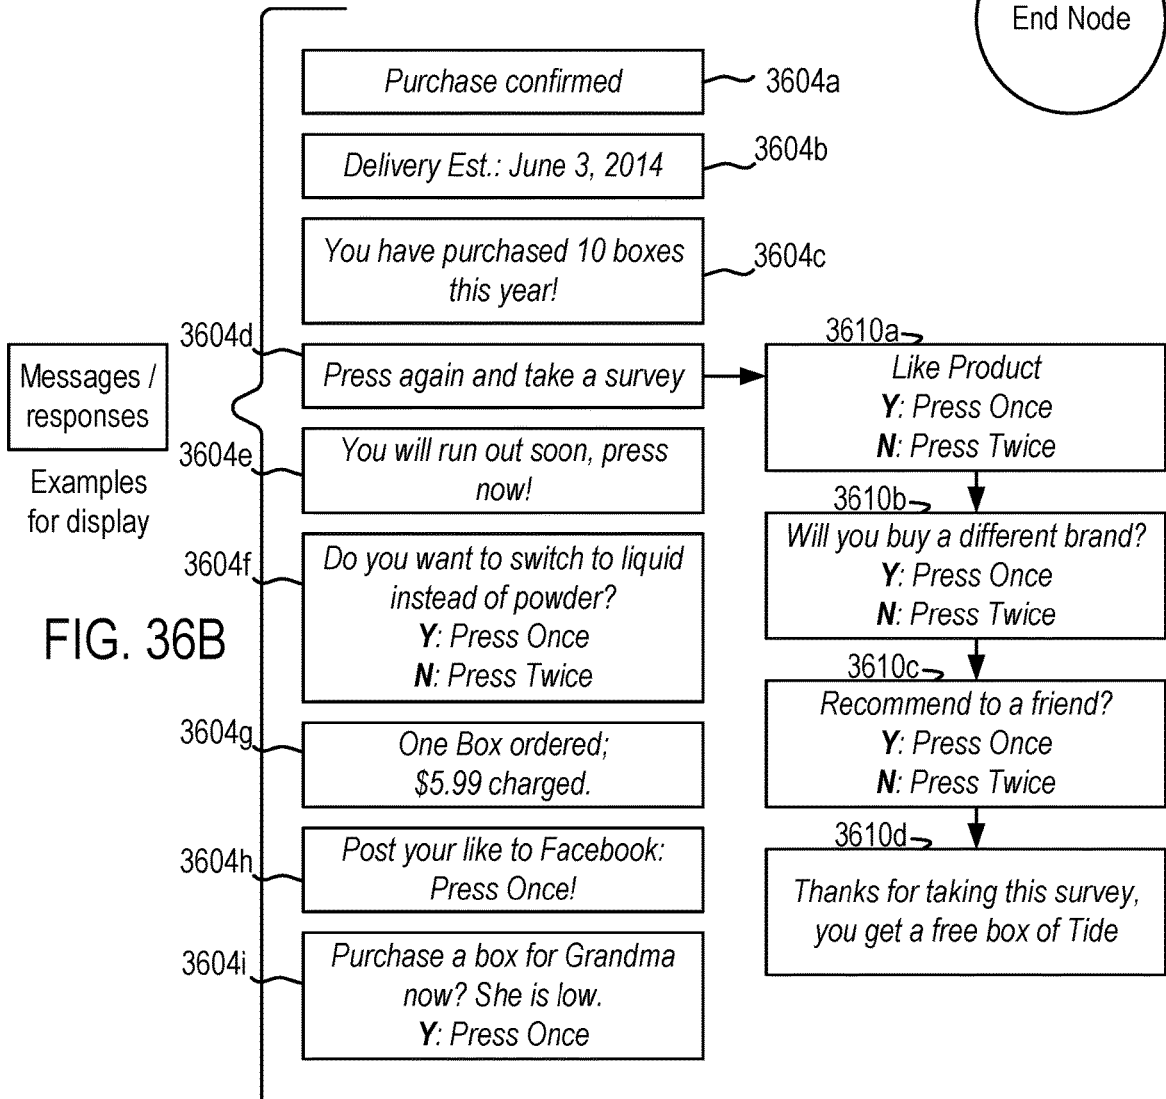 End Node
Purchase confirmed
3604a
Delivery Est.: June 3, 2014
3604b
You have purchased 10 boxes
this year!
3604c
3604d
Press again and take a survey
Messages /
responses
Examples
for display
3604e
You will run out soon, press
now!
3604f
Do you want to switch to liquid
instead of powder?
Y: Press Once
N: Press Twice
FIG. 36B
3604g
One Box ordered;
$5.99 charged.
3604h
Post your like to Facebook:
Press Once!
3604i
Purchase a box for Grandma
now? She is low.
Y: Press Once
3610a
Like Product
Y: Press Once
N: Press Twice
3610b
Will you buy a different brand?
Y: Press Once
N: Press Twice
3610c
Recommend to a friend?
Y: Press Once
N: Press Twice
3610d
Thanks for taking this survey,
you get a free box of Tide